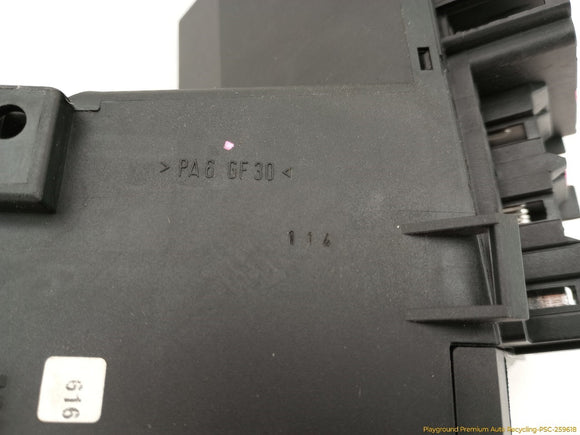 > PA6 GF30 <
114
616
Playground Premium Auto Recycling-PSC-259618